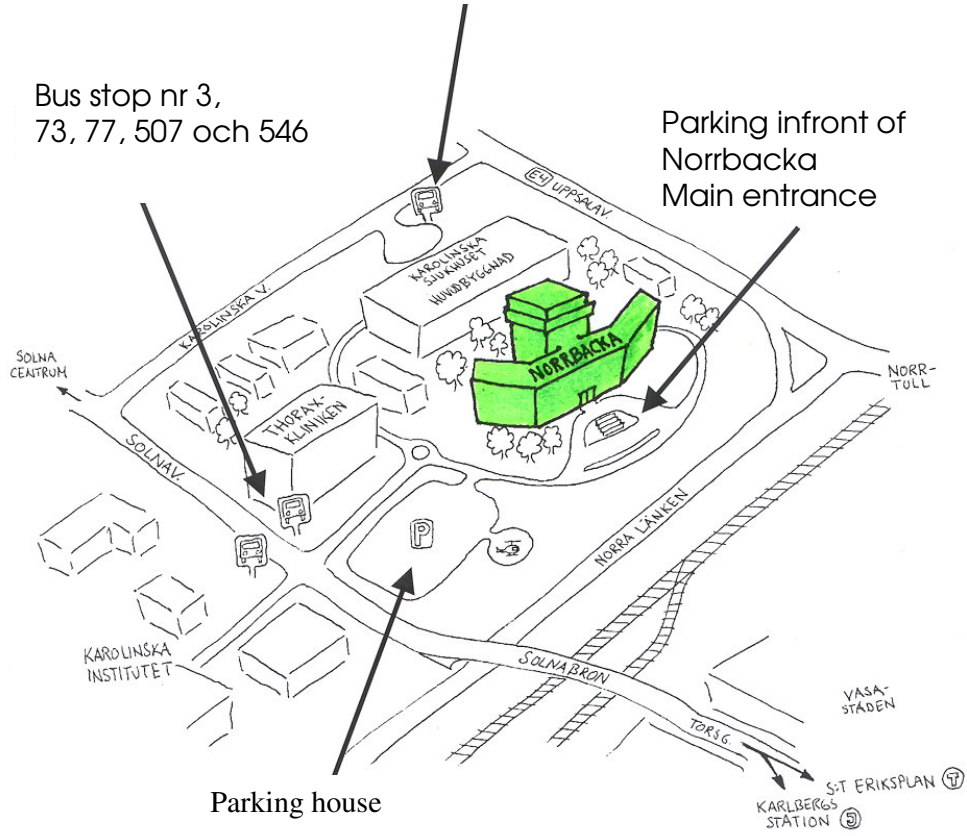 Bus stop nr 3,
73, 77, 507 och 546
Parking infront of
Norrbacka
Main entrance
E4 UPPSALAV.
KAROLINSKA
SJUKHUSET
HUVUDBYGGNAD
KAROLINSKA V.
NORRBACKA
SOLNA
CENTRUM
NORR-
TULL
THORAX-
KLINIKEN
SOLNAV.
P
NORRA LÄNKEN
KAROLINSKA
INSTITUTET
SOLNABRON
VASA-
STADEN
TORSG.
S:T ERIKSPLAN T
KARLBERGS
STATION J
Parking house